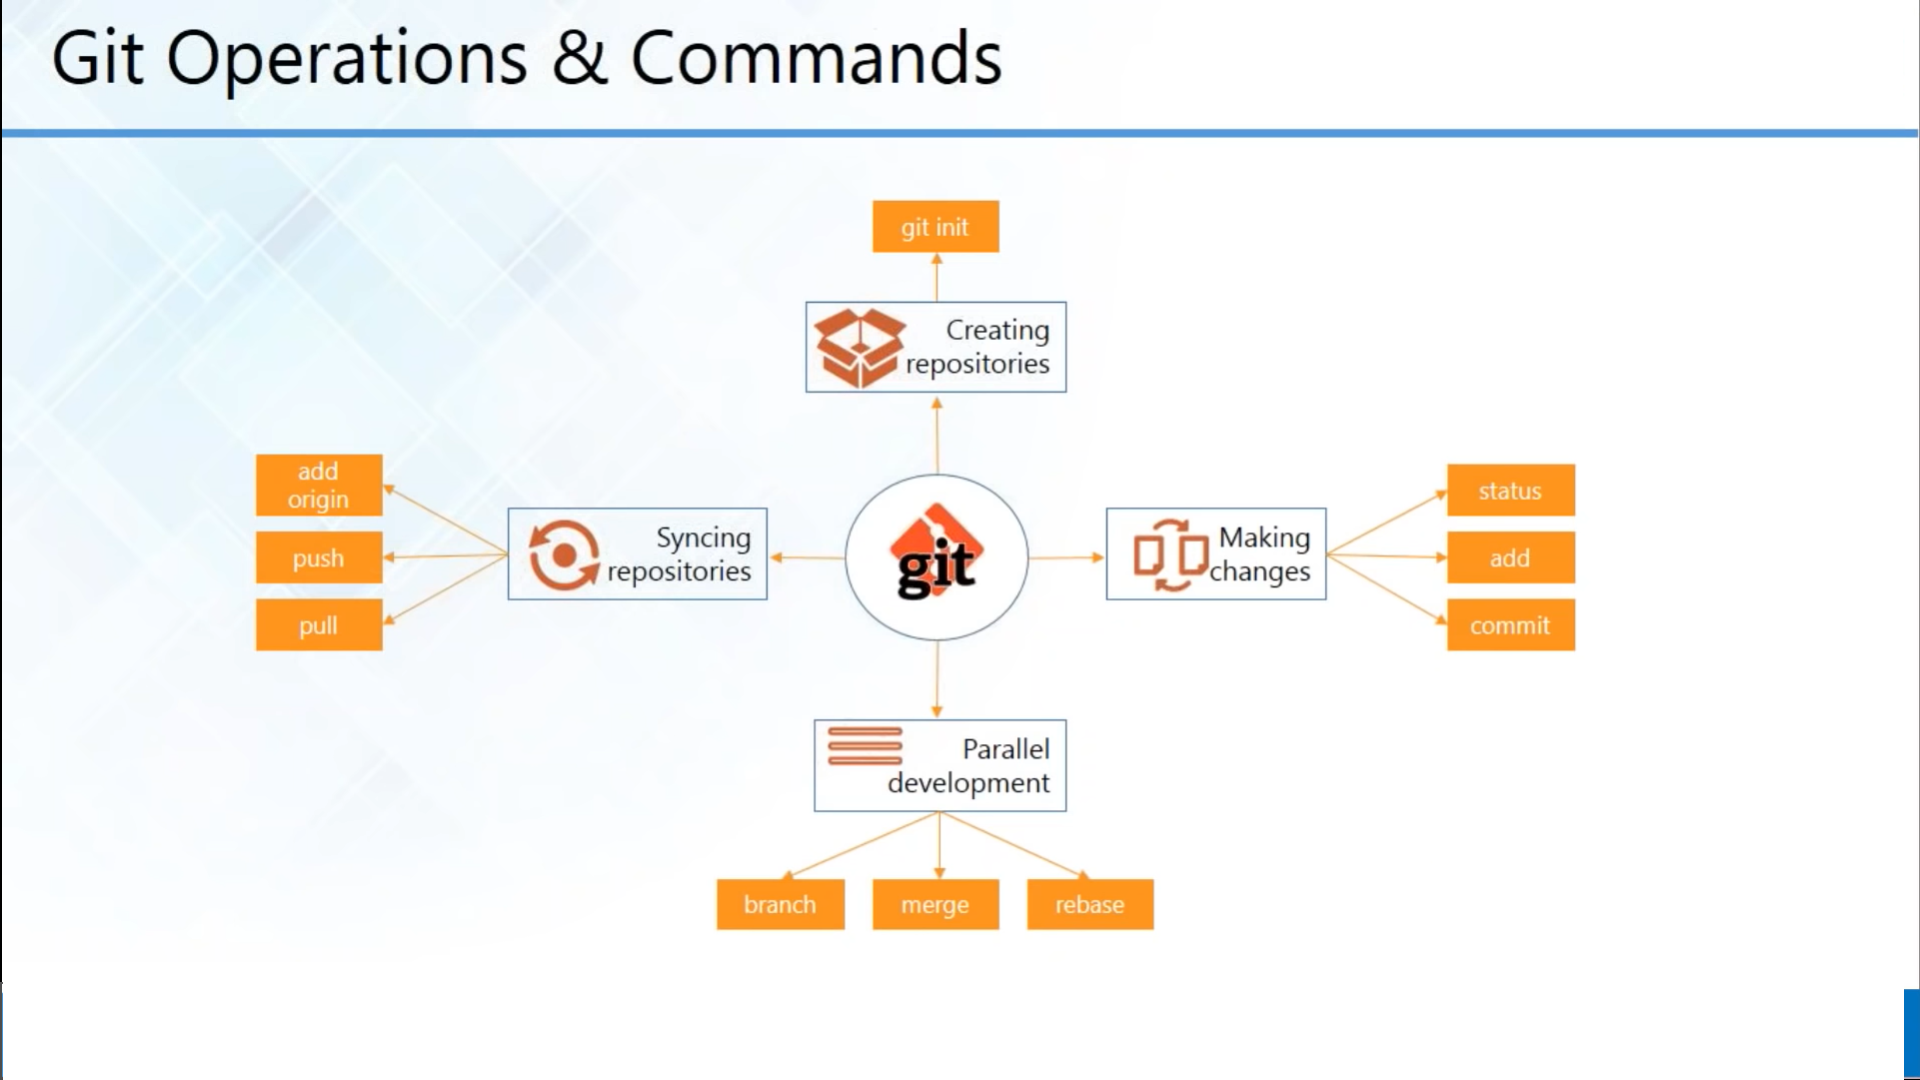 Git Operations & Commands
git init
Creating
repositories
add
origin
push
pull
Syncing
repositories
git
Making
changes
status
add
commit
Parallel
development
branch
merge
rebase